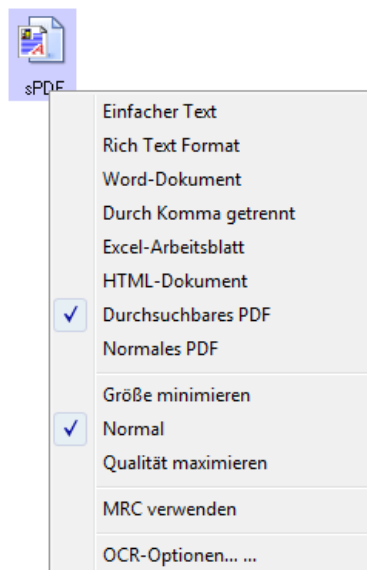 sPDF
Einfacher Text
Rich Text Format
Word-Dokument
Durch Komma getrennt
Excel-Arbeitsblatt
HTML-Dokument
Durchsuchbares PDF
Normales PDF
Größe minimieren
Normal
Qualität maximieren
MRC verwenden
OCR-Optionen... ...